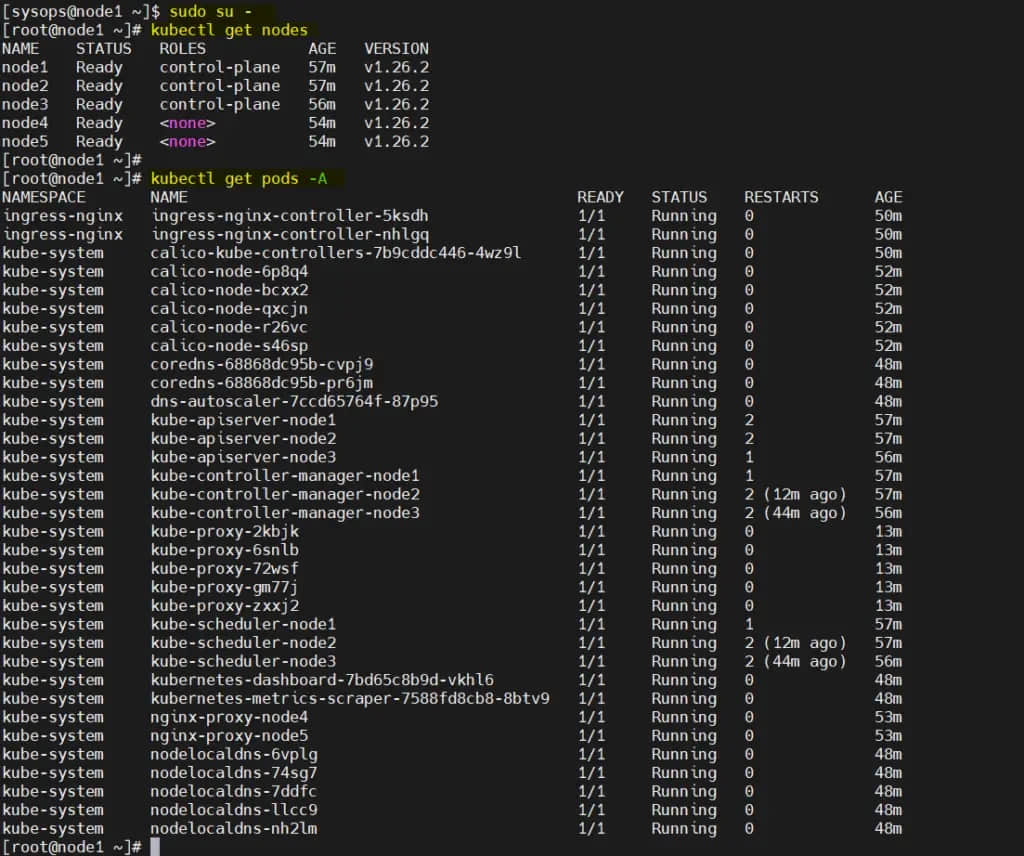 [sysops@node1 ~]$ sudo su -
[root@node1 ~]# kubectl get nodes
NAME    STATUS   ROLES           AGE   VERSION
node1   Ready    control-plane   57m   v1.26.2
node2   Ready    control-plane   57m   v1.26.2
node3   Ready    control-plane   56m   v1.26.2
node4   Ready    <none>          54m   v1.26.2
node5   Ready    <none>          54m   v1.26.2
[root@node1 ~]#
[root@node1 ~]# kubectl get pods -A
NAMESPACE       NAME                                          READY   STATUS    RESTARTS      AGE
ingress-nginx   ingress-nginx-controller-5ksdh                1/1     Running   0             50m
ingress-nginx   ingress-nginx-controller-nhlgq                1/1     Running   0             50m
kube-system     calico-kube-controllers-7b9cddc446-4wz9l      1/1     Running   0             50m
kube-system     calico-node-6p8q4                             1/1     Running   0             52m
kube-system     calico-node-bcxx2                             1/1     Running   0             52m
kube-system     calico-node-qxcjn                             1/1     Running   0             52m
kube-system     calico-node-r26vc                             1/1     Running   0             52m
kube-system     calico-node-s46sp                             1/1     Running   0             52m
kube-system     coredns-68868dc95b-cvpj9                      1/1     Running   0             48m
kube-system     coredns-68868dc95b-pr6jm                      1/1     Running   0             48m
kube-system     dns-autoscaler-7ccd65764f-87p95               1/1     Running   0             48m
kube-system     kube-apiserver-node1                          1/1     Running   2             57m
kube-system     kube-apiserver-node2                          1/1     Running   2             57m
kube-system     kube-apiserver-node3                          1/1     Running   1             56m
kube-system     kube-controller-manager-node1                 1/1     Running   1             57m
kube-system     kube-controller-manager-node2                 1/1     Running   2 (12m ago)   57m
kube-system     kube-controller-manager-node3                 1/1     Running   2 (44m ago)   56m
kube-system     kube-proxy-2kbjk                              1/1     Running   0             13m
kube-system     kube-proxy-6snlb                              1/1     Running   0             13m
kube-system     kube-proxy-72wsf                              1/1     Running   0             13m
kube-system     kube-proxy-gm77j                              1/1     Running   0             13m
kube-system     kube-proxy-zxxj2                              1/1     Running   0             13m
kube-system     kube-scheduler-node1                          1/1     Running   1             57m
kube-system     kube-scheduler-node2                          1/1     Running   2 (12m ago)   57m
kube-system     kube-scheduler-node3                          1/1     Running   2 (44m ago)   56m
kube-system     kubernetes-dashboard-7bd65c8b9d-vkhl6         1/1     Running   0             48m
kube-system     kubernetes-metrics-scraper-7588fd8cb8-8btv9   1/1     Running   0             48m
kube-system     nginx-proxy-node4                             1/1     Running   0             53m
kube-system     nginx-proxy-node5                             1/1     Running   0             53m
kube-system     nodelocaldns-6vplg                            1/1     Running   0             48m
kube-system     nodelocaldns-74sg7                            1/1     Running   0             48m
kube-system     nodelocaldns-7ddfc                            1/1     Running   0             48m
kube-system     nodelocaldns-llcc9                            1/1     Running   0             48m
kube-system     nodelocaldns-nh2lm                            1/1     Running   0             48m
[root@node1 ~]#